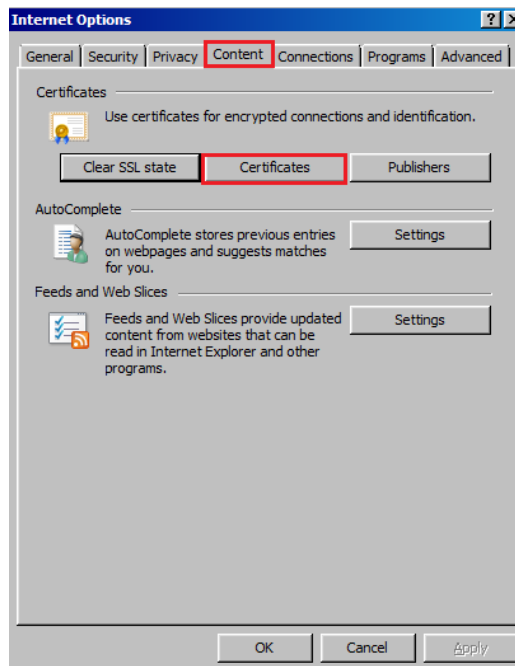 Internet Options
General Security Privacy Content Connections Programs Advanced
Certificates
Use certificates for encrypted connections and identification.
Clear SSL state Certificates Publishers
AutoComplete
AutoComplete stores previous entries
on webpages and suggests matches
for you.
Settings
Feeds and Web Slices
Feeds and Web Slices provide updated
content from websites that can be
read in Internet Explorer and other
programs.
Settings
OK Cancel Apply